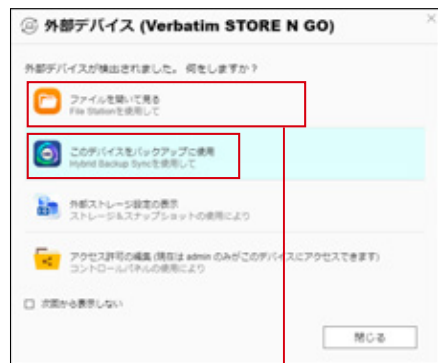 外部デバイス (Verbatim STORE N GO)
外部デバイスが検出されました。 何をしますか？
ファイルを開いて見る
File Stationを使用して
このデバイスをバックアップに使用
Hybrid Backup Syncを使用して
外部ストレージ設定の表示
ストレージ&スナップショットの使用により
アクセス許可の編集 (現在は admin のみがこのデバイスにアクセスできます)
コントロールパネルの使用により
次回から表示しない
閉じる